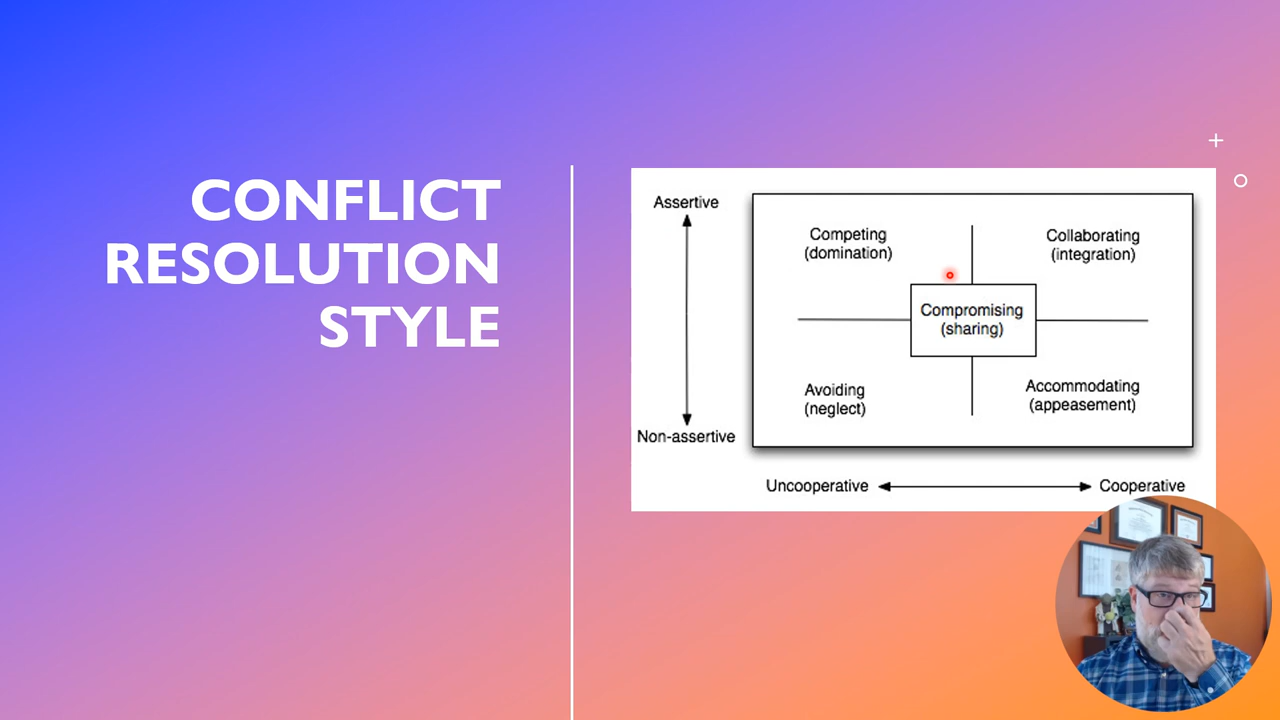 CONFLICT
RESOLUTION
STYLE
Assertive
Competing
(domination)
Collaborating
(integration)
Compromising
(sharing)
Avoiding
(neglect)
Accommodating
(appeasement)
Non-assertive
Uncooperative
Cooperative